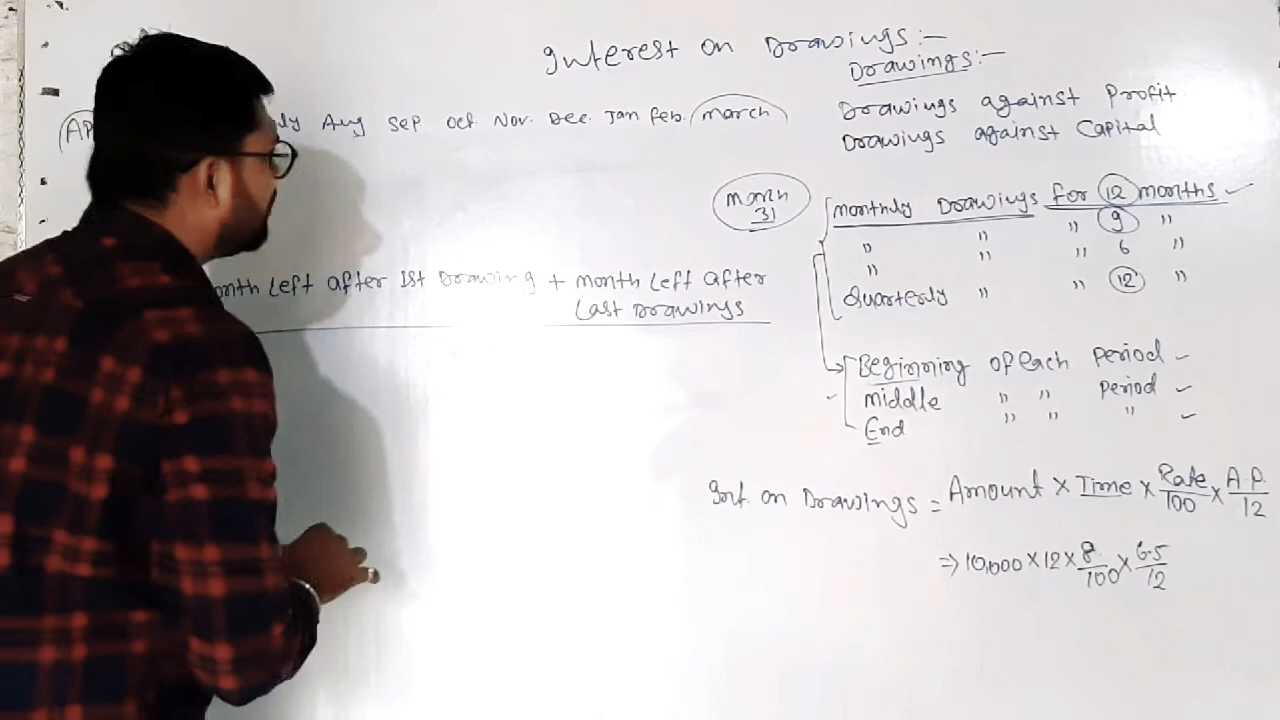 Interest on Drawings :-
Drawings :-
Drawings against Profit
Drawings against Capital
Aug Sep Oct. Nov. Dec. Jan Feb. March
March
31
Monthly Drawings for 12 months ✓
" " " 9 "
" " " 6 "
Quarterly " " 12 "
Left after 1st Drawing + Month Left after
Last Drawings
Beginning of each Period
Middle " " Period
End " " "
Int. on Drawings = Amount × Time × Rate/100 × A.P./12
⇒ 10,000 × 12 × 8/100 × 6.5/12